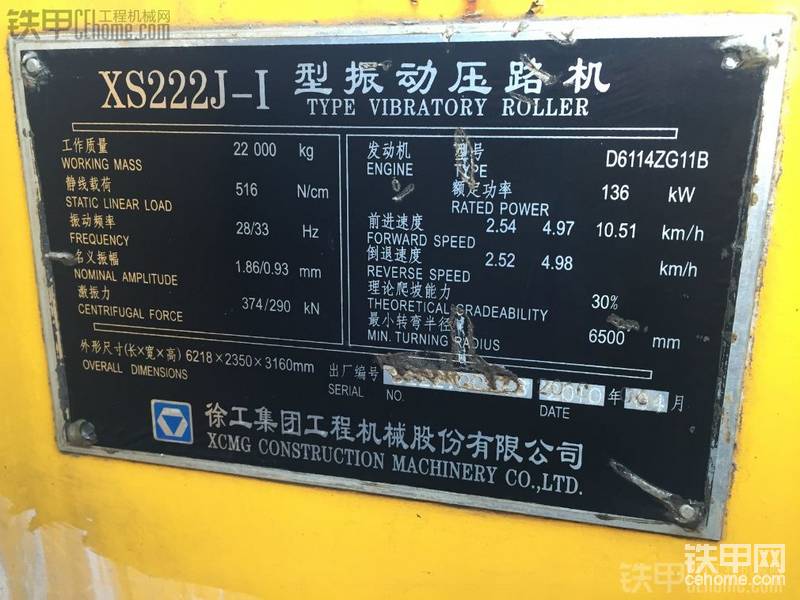 铁甲 工程机械网
CEhome.com
XS222J-I 型振动压路机
TYPE VIBRATORY ROLLER
工作质量 22 000 kg
WORKING MASS
静线载荷 516 N/cm
STATIC LINEAR LOAD
振动频率 28/33 Hz
FREQUENCY
名义振幅 1.86/0.93 mm
NOMINAL AMPLITUDE
激振力 374/290 kN
CENTRIFUGAL FORCE
发动机 型号 D6114ZG11B
ENGINE TYPE
额定功率 136 kW
RATED POWER
前进速度 2.54 4.97 10.51 km/h
FORWARD SPEED
倒退速度 2.52 4.98 km/h
REVERSE SPEED
理论爬坡能力 30%
THEORETICAL GRADEABILITY
最小转弯半径 6500 mm
MIN. TURNING RADIUS
外形尺寸(长×宽×高) 6218×2350×3160mm
OVERALL DIMENSIONS
出厂编号 年 月
SERIAL NO. DATE
徐工集团工程机械股份有限公司
XCMG CONSTRUCTION MACHINERY CO.,LTD.
铁甲网
cehome.com